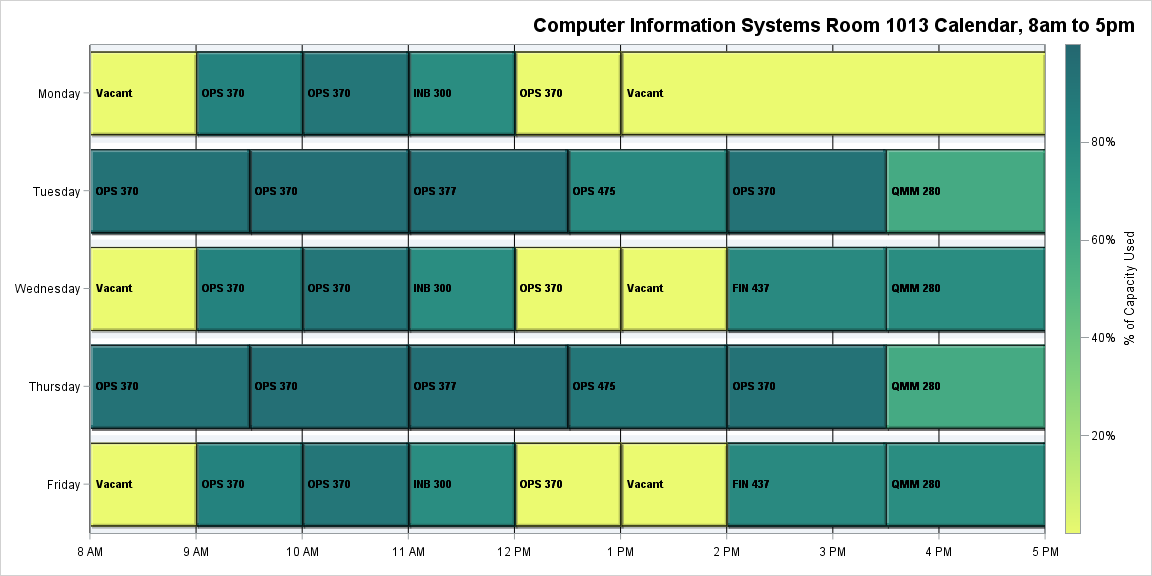 Computer Information Systems Room 1013 Calendar, 8am to 5pm
Monday Vacant OPS 370 OPS 370 INB 300 OPS 370 Vacant
Tuesday OPS 370 OPS 370 OPS 377 OPS 475 OPS 370 QMM 280
Wednesday Vacant OPS 370 OPS 370 INB 300 OPS 370 Vacant FIN 437 QMM 280
Thursday OPS 370 OPS 370 OPS 377 OPS 475 OPS 370 QMM 280
Friday Vacant OPS 370 OPS 370 INB 300 OPS 370 Vacant FIN 437 QMM 280
8 AM 9 AM 10 AM 11 AM 12 PM 1 PM 2 PM 3 PM 4 PM 5 PM
80%
60%
40%
20%
% of Capacity Used